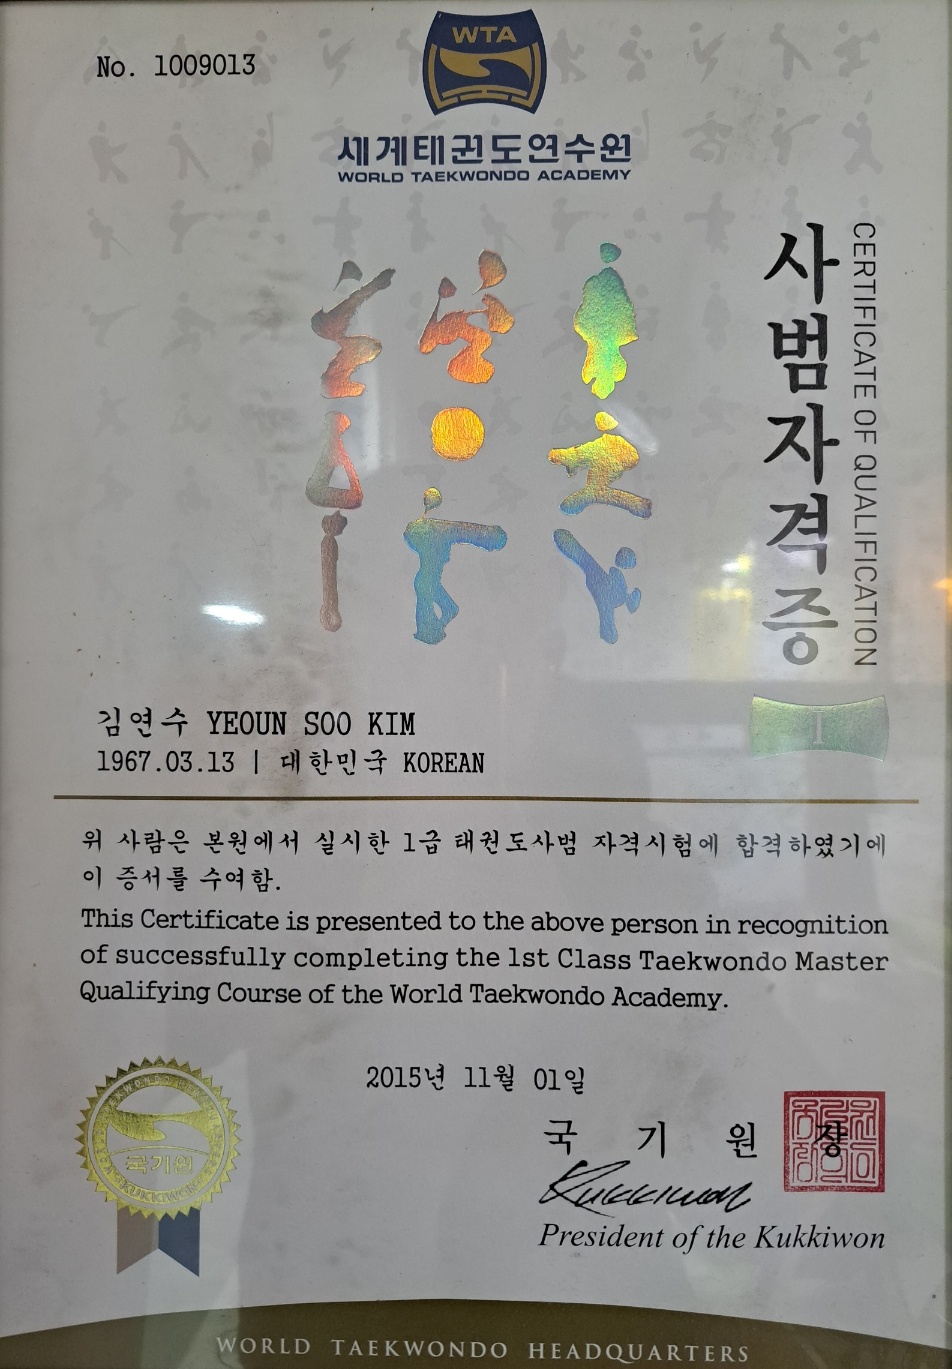 No. 1009013
WTA
세계태권도연수원
WORLD TAEKWONDO ACADEMY
사범자격증
CERTIFICATE OF QUALIFICATION
I
김연수 YEOUN SOO KIM
1967.03.13 | 대한민국 KOREAN
위 사람은 본원에서 실시한 1급 태권도사범 자격시험에 합격하였기에
이 증서를 수여함.
This Certificate is presented to the above person in recognition
of successfully completing the 1st Class Taekwondo Master
Qualifying Course of the World Taekwondo Academy.
2015년 11월 01일
국 기 원 장
Kukkiwon
President of the Kukkiwon
국기원
KUKKIWON
WORLD TAEKWONDO HEADQUARTERS